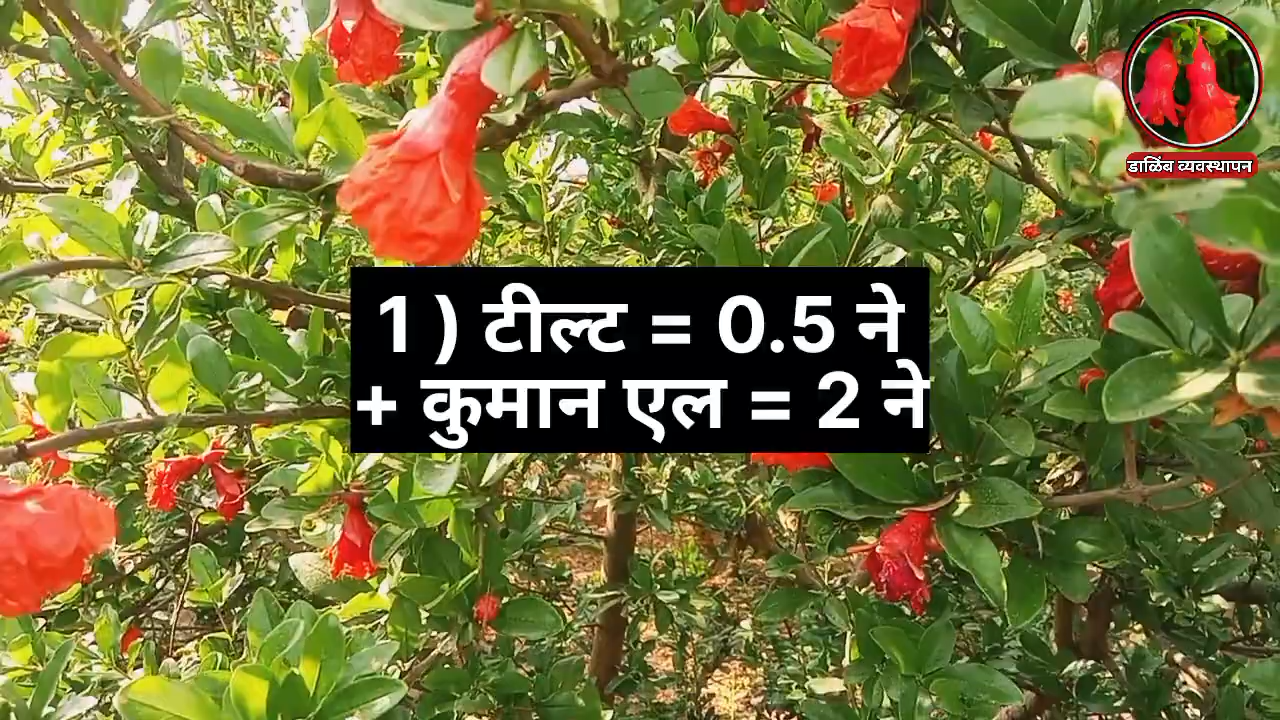 डाळिंब व्यवस्थापन
1 ) टील्ट = 0.5 ने
+ कुमान एल = 2 ने